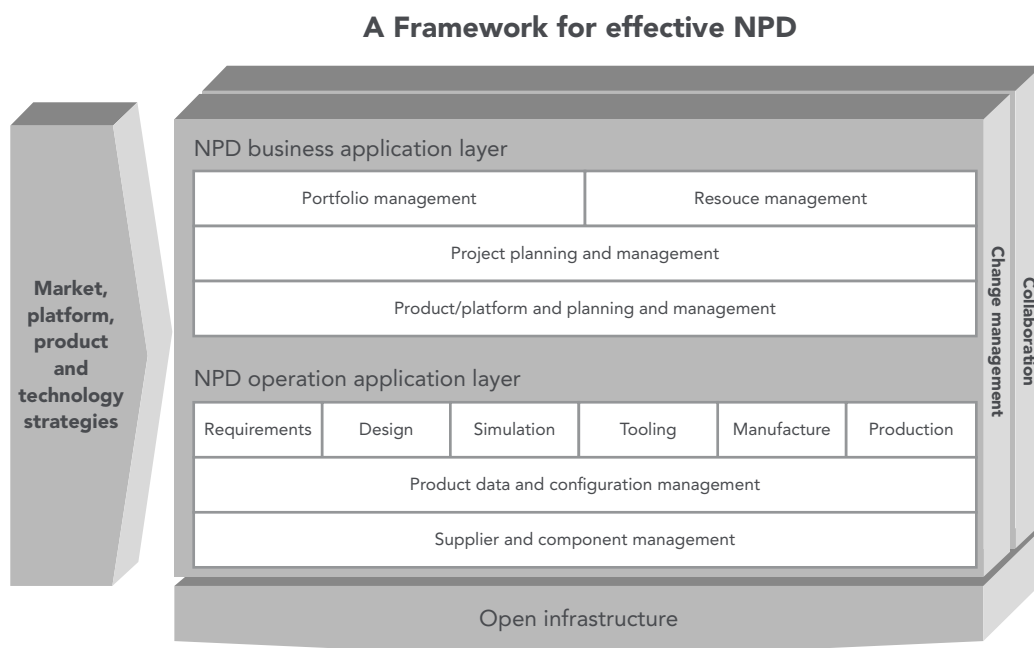 A Framework for effective NPD
Market,
platform,
product
and
technology
strategies
NPD business application layer
Portfolio management
Resouce management
Project planning and management
Product/platform and planning and management
NPD operation application layer
Requirements
Design
Simulation
Tooling
Manufacture
Production
Product data and configuration management
Supplier and component management
Change management
Collaboration
Open infrastructure